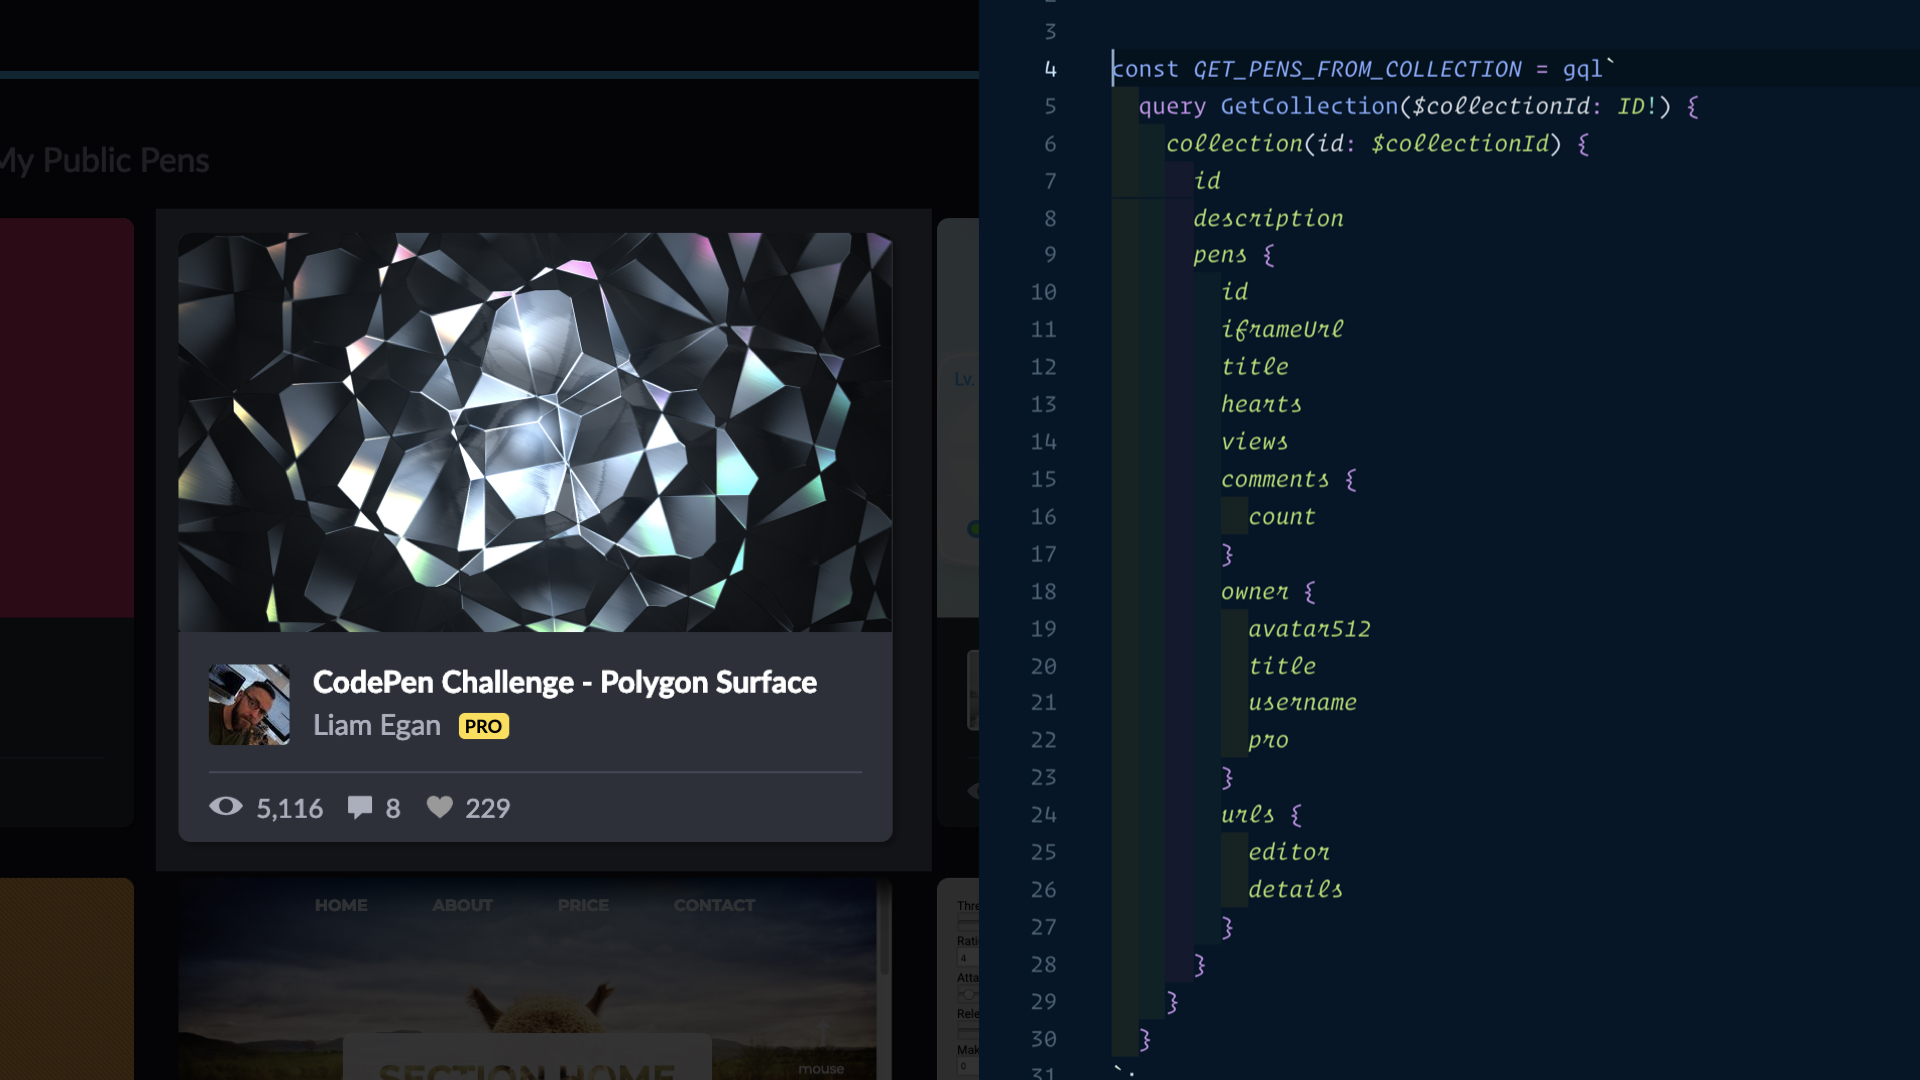 My Public Pens
Lv.
CodePen Challenge - Polygon Surface
Liam Egan PRO
5,116 8 229
HOME ABOUT PRICE CONTACT
SECTION HOME
mouse
Thre
Rati
4
Atta
Rele
Mak
0
3
4 const GET_PENS_FROM_COLLECTION = gql`
5 query GetCollection($collectionId: ID!) {
6 collection(id: $collectionId) {
7 id
8 description
9 pens {
10 id
11 iframeUrl
12 title
13 hearts
14 views
15 comments {
16 count
17 }
18 owner {
19 avatar512
20 title
21 username
22 pro
23 }
24 urls {
25 editor
26 details
27 }
28 }
29 }
30 }
31 `;